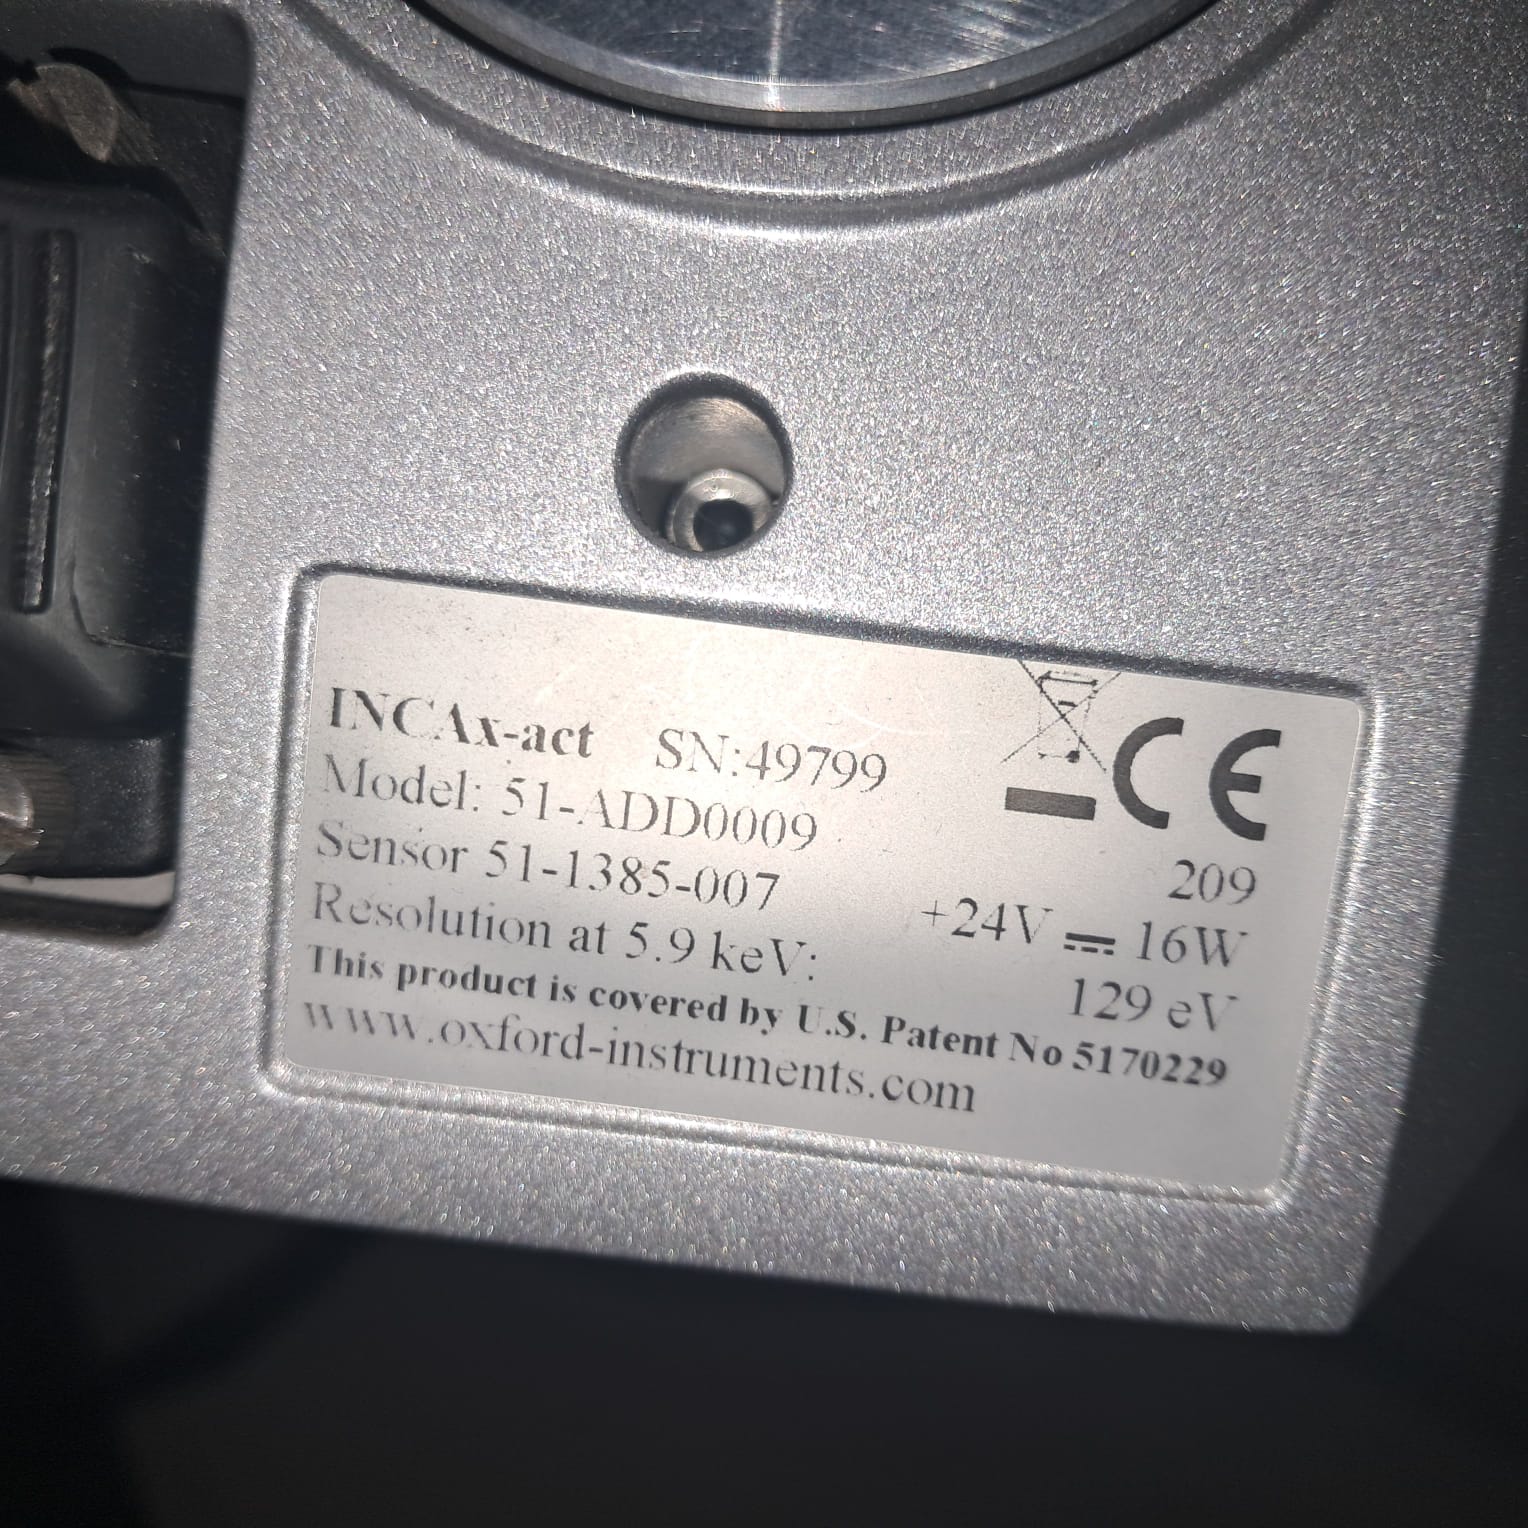 INCAx-act SN:49799 CE
Model: 51-ADD0009
209
Sensor 51-1385-007
+24V 16W
Resolution at 5.9 keV: 129 eV
This product is covered by U.S. Patent No 5170229
www.oxford-instruments.com